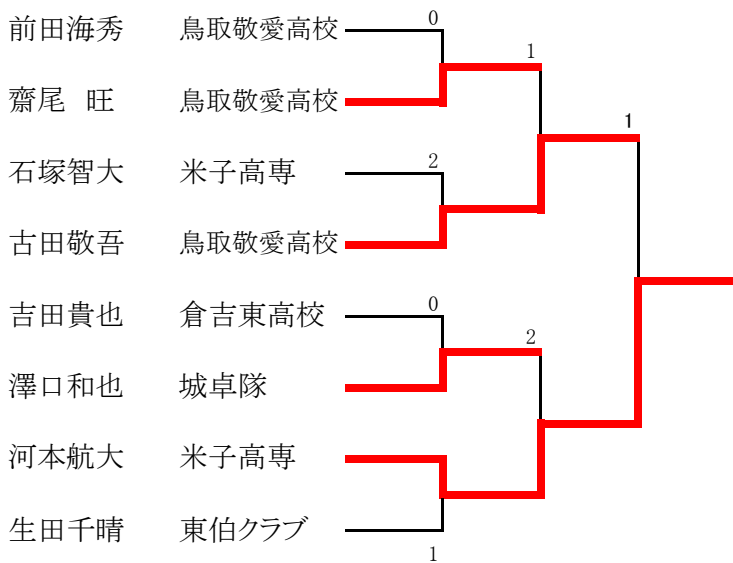 前田海秀 鳥取敬愛高校 0
1
齋尾 旺 鳥取敬愛高校
1
石塚智大 米子高専 2
古田敬吾 鳥取敬愛高校
吉田貴也 倉吉東高校 0
2
澤口和也 城卓隊
河本航大 米子高専
生田千晴 東伯クラブ
1